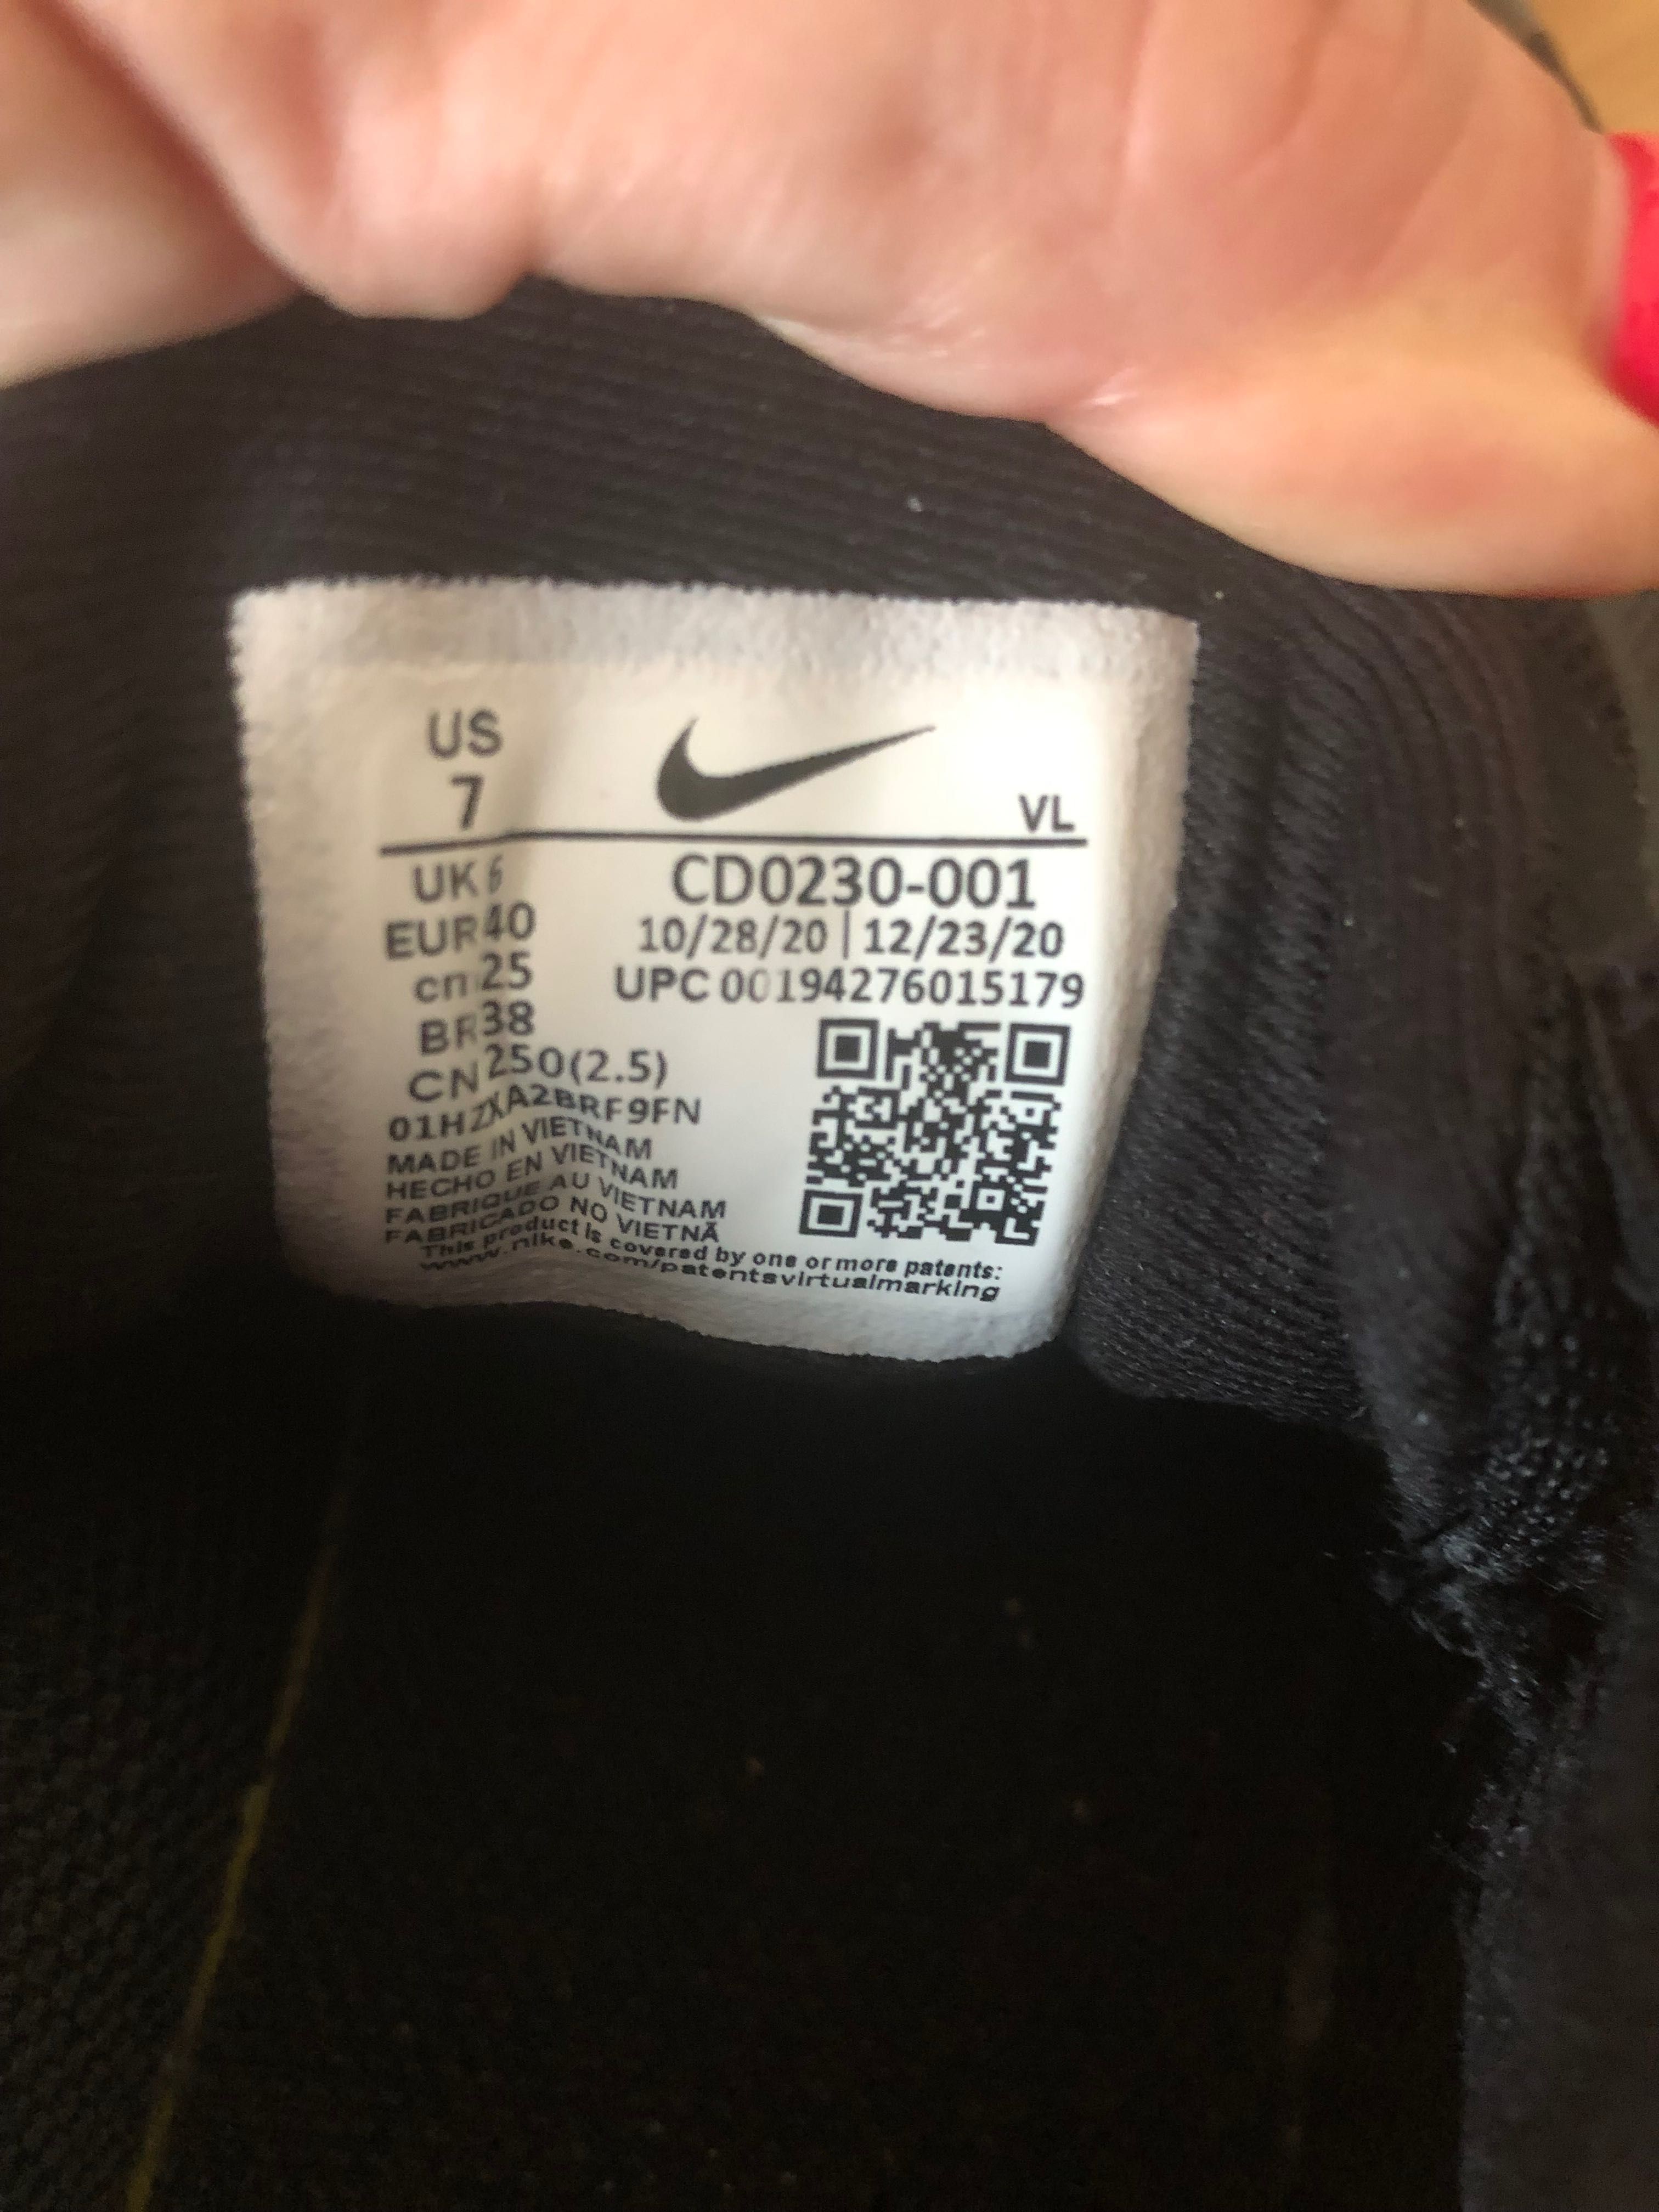 US
7
VL
UK 6
EUR 40
cm 25
BR 38
CN 250(2.5)
CD0230-001
10/28/20 | 12/23/20
UPC 00194276015179
01HZXA2BRF9FN
MADE IN VIETNAM
HECHO EN VIETNAM
FABRIQUE AU VIETNAM
FABRICADO NO VIETNÃ
This product is covered by one or more patents:
www.nike.com/patentsvirtualmarking